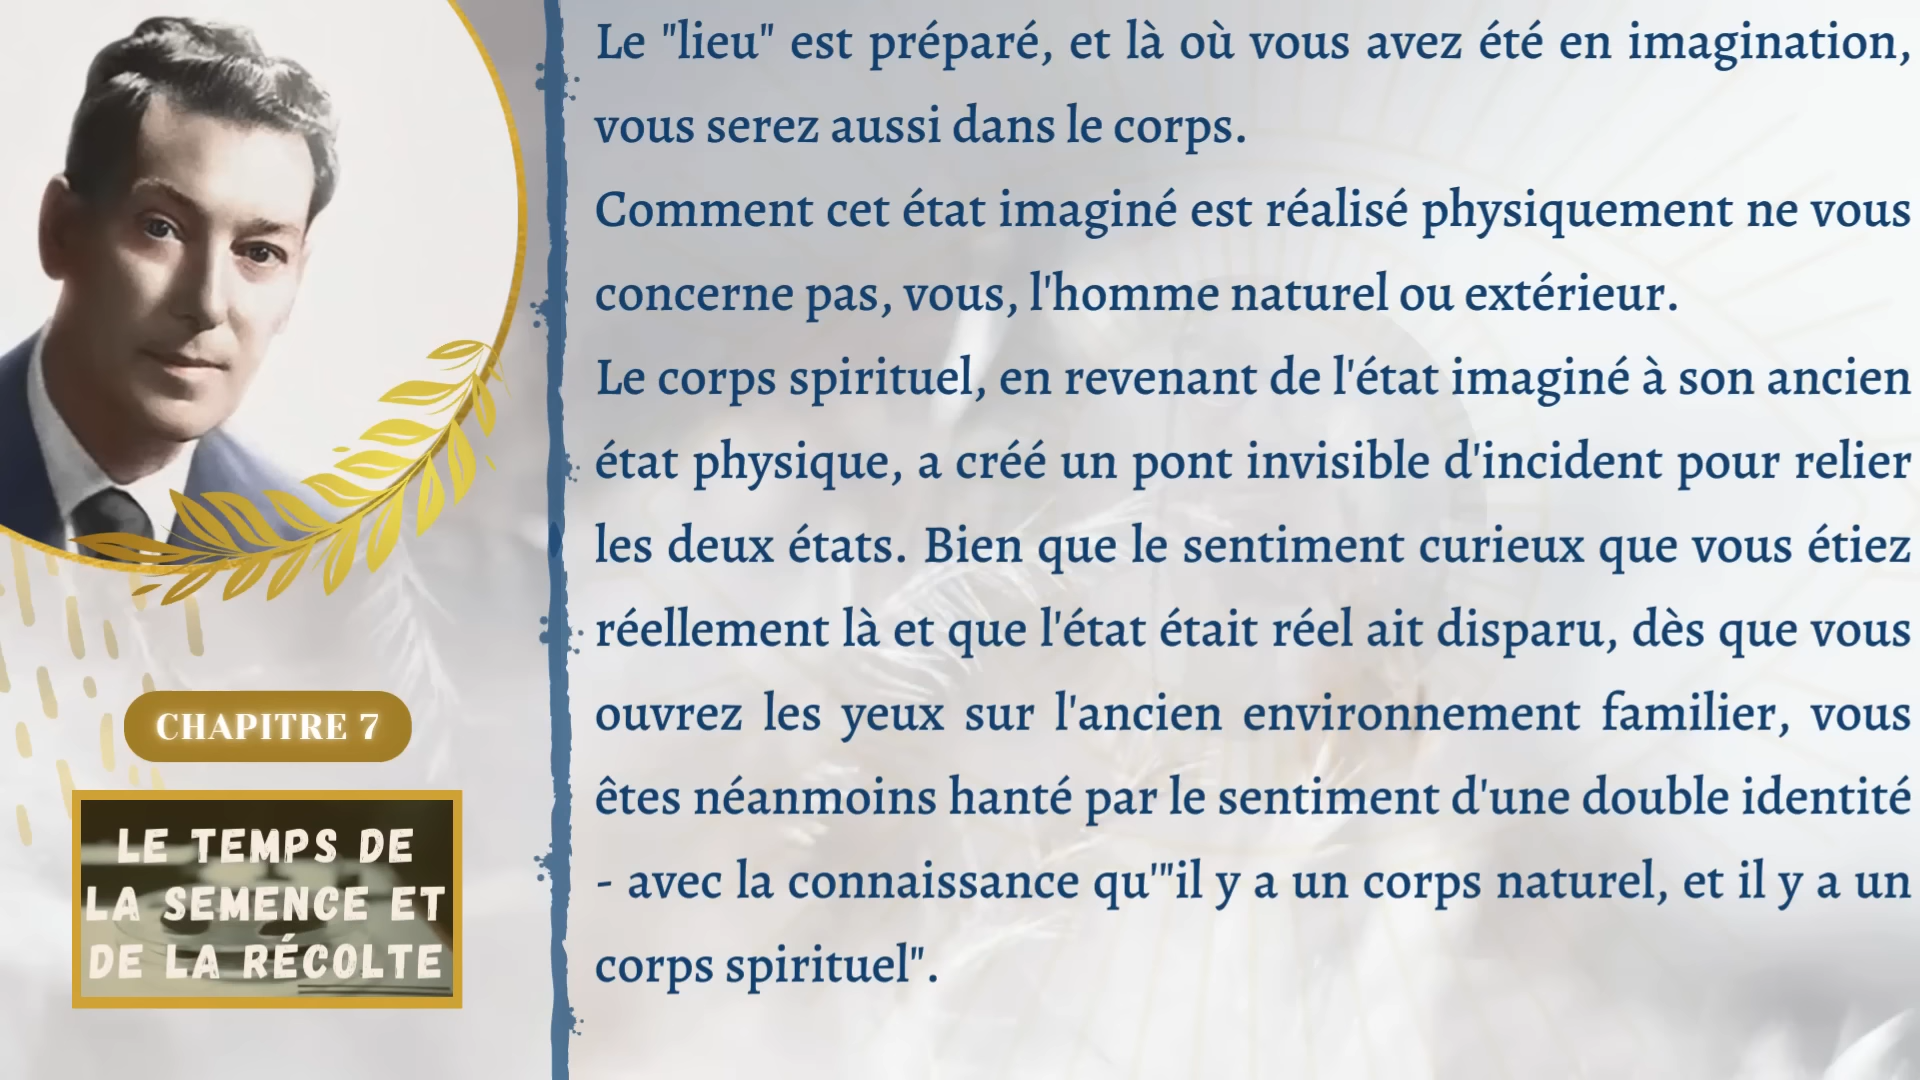 Le "lieu" est préparé, et là où vous avez été en imagination,
vous serez aussi dans le corps.
Comment cet état imaginé est réalisé physiquement ne vous
concerne pas, vous, l'homme naturel ou extérieur.
Le corps spirituel, en revenant de l'état imaginé à son ancien
état physique, a créé un pont invisible d'incident pour relier
les deux états. Bien que le sentiment curieux que vous étiez
réellement là et que l'état était réel ait disparu, dès que vous
ouvrez les yeux sur l'ancien environnement familier, vous
êtes néanmoins hanté par le sentiment d'une double identité
- avec la connaissance qu'"il y a un corps naturel, et il y a un
corps spirituel".
CHAPITRE 7
LE TEMPS DE
LA SEMENCE ET
DE LA RÉCOLTE